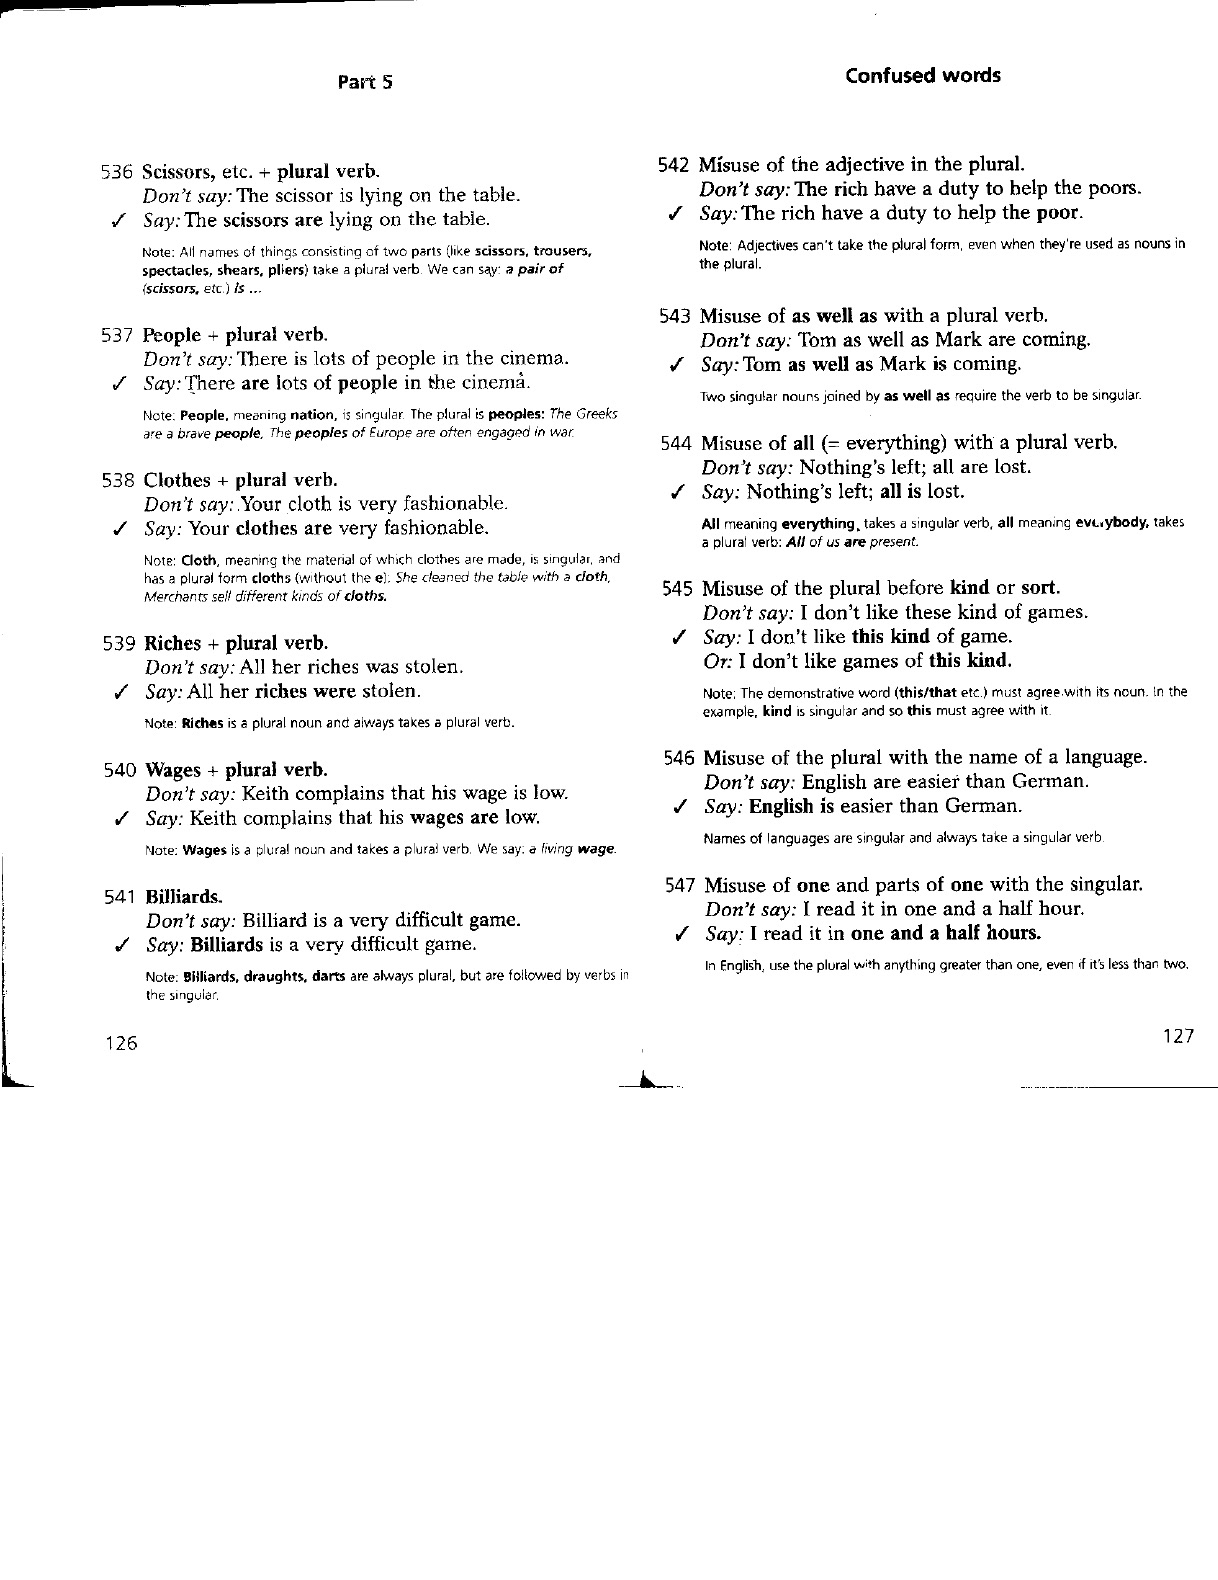 Part 5
536 Scissors, etc. + plural verb.
Don't say: The scissor is lying on the table.
✓ Say: The scissors are lying on the table.
Note: All names of things consisting of two parts (like scissors, trousers,
spectacles, shears, pliers) take a plural verb. We can say: a pair of
(scissors, etc.) is ...
537 People + plural verb.
Don't say: There is lots of people in the cinema.
✓ Say: There are lots of people in the cinema.
Note: People, meaning nation, is singular. The plural is peoples: The Greeks
are a brave people, The peoples of Europe are often engaged in war.
538 Clothes + plural verb.
Don't say: Your cloth is very fashionable.
✓ Say: Your clothes are very fashionable.
Note: Cloth, meaning the material of which clothes are made, is singular, and
has a plural form cloths (without the e): She cleaned the table with a cloth,
Merchants sell different kinds of cloths.
539 Riches + plural verb.
Don't say: All her riches was stolen.
✓ Say: All her riches were stolen.
Note: Riches is a plural noun and always takes a plural verb.
540 Wages + plural verb.
Don't say: Keith complains that his wage is low.
✓ Say: Keith complains that his wages are low.
Note: Wages is a plural noun and takes a plural verb. We say: a living wage.
541 Billiards.
Don't say: Billiard is a very difficult game.
✓ Say: Billiards is a very difficult game.
Note: Billiards, draughts, darts are always plural, but are followed by verbs in
the singular.
126
Confused words
542 Misuse of the adjective in the plural.
Don't say: The rich have a duty to help the poors.
✓ Say: The rich have a duty to help the poor.
Note: Adjectives can't take the plural form, even when they're used as nouns in
the plural.
543 Misuse of as well as with a plural verb.
Don't say: Tom as well as Mark are coming.
✓ Say: Tom as well as Mark is coming.
Two singular nouns joined by as well as require the verb to be singular.
544 Misuse of all (= everything) with a plural verb.
Don't say: Nothing's left; all are lost.
✓ Say: Nothing's left; all is lost.
All meaning everything, takes a singular verb, all meaning everybody, takes
a plural verb: All of us are present.
545 Misuse of the plural before kind or sort.
Don't say: I don't like these kind of games.
✓ Say: I don't like this kind of game.
Or: I don't like games of this kind.
Note: The demonstrative word (this/that etc.) must agree with its noun. In the
example, kind is singular and so this must agree with it.
546 Misuse of the plural with the name of a language.
Don't say: English are easier than German.
✓ Say: English is easier than German.
Names of languages are singular and always take a singular verb.
547 Misuse of one and parts of one with the singular.
Don't say: I read it in one and a half hour.
✓ Say: I read it in one and a half hours.
In English, use the plural with anything greater than one, even if it's less than two.
127